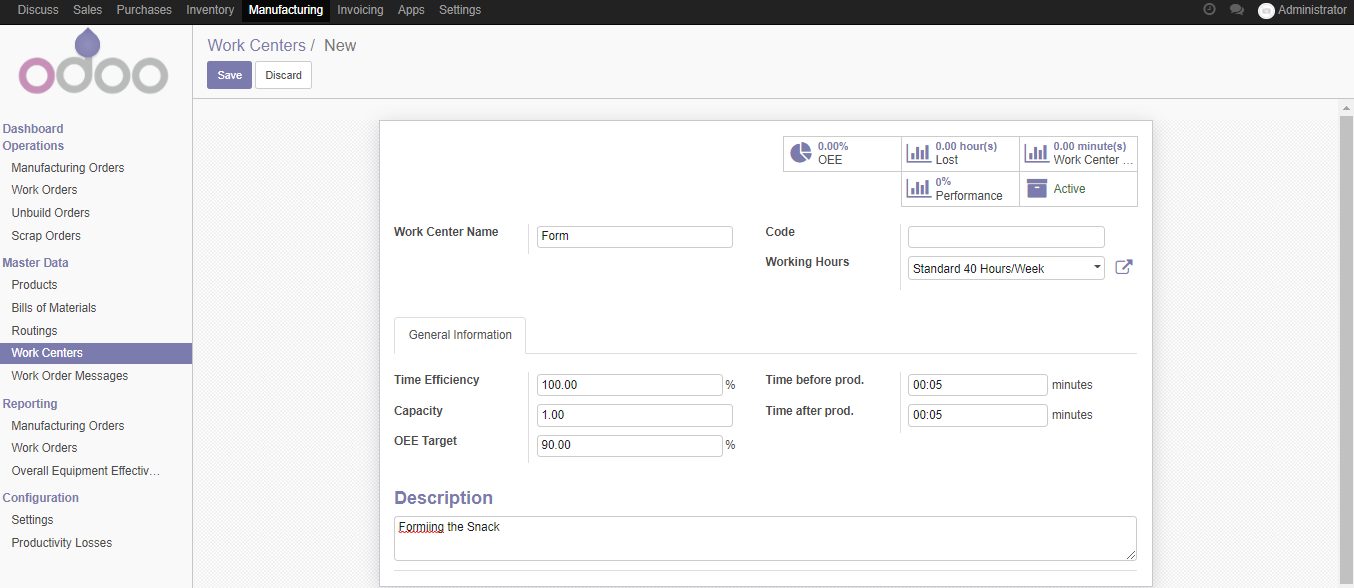 Discuss Sales Purchases Inventory Manufacturing Invoicing Apps Settings Administrator
odoo
Work Centers / New
Save Discard
Dashboard
Operations
Manufacturing Orders
Work Orders
Unbuild Orders
Scrap Orders
Master Data
Products
Bills of Materials
Routings
Work Centers
Work Order Messages
Reporting
Manufacturing Orders
Work Orders
Overall Equipment Effectiv...
Configuration
Settings
Productivity Losses
0.00% OEE
0.00 hour(s) Lost
0.00 minute(s) Work Center ...
0% Performance
Active
Work Center Name Form
Code
Working Hours Standard 40 Hours/Week
General Information
Time Efficiency 100.00 %
Time before prod. 00:05 minutes
Capacity 1.00
Time after prod. 00:05 minutes
OEE Target 90.00 %
Description
Formiing the Snack